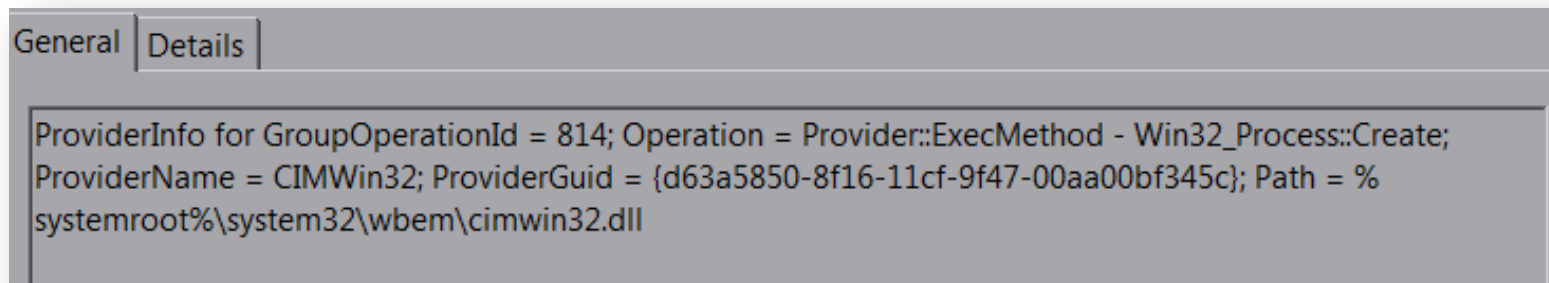 General Details
ProviderInfo for GroupOperationId = 814; Operation = Provider::ExecMethod - Win32_Process::Create;
ProviderName = CIMWin32; ProviderGuid = {d63a5850-8f16-11cf-9f47-00aa00bf345c}; Path = %
systemroot%\system32\wbem\cimwin32.dll